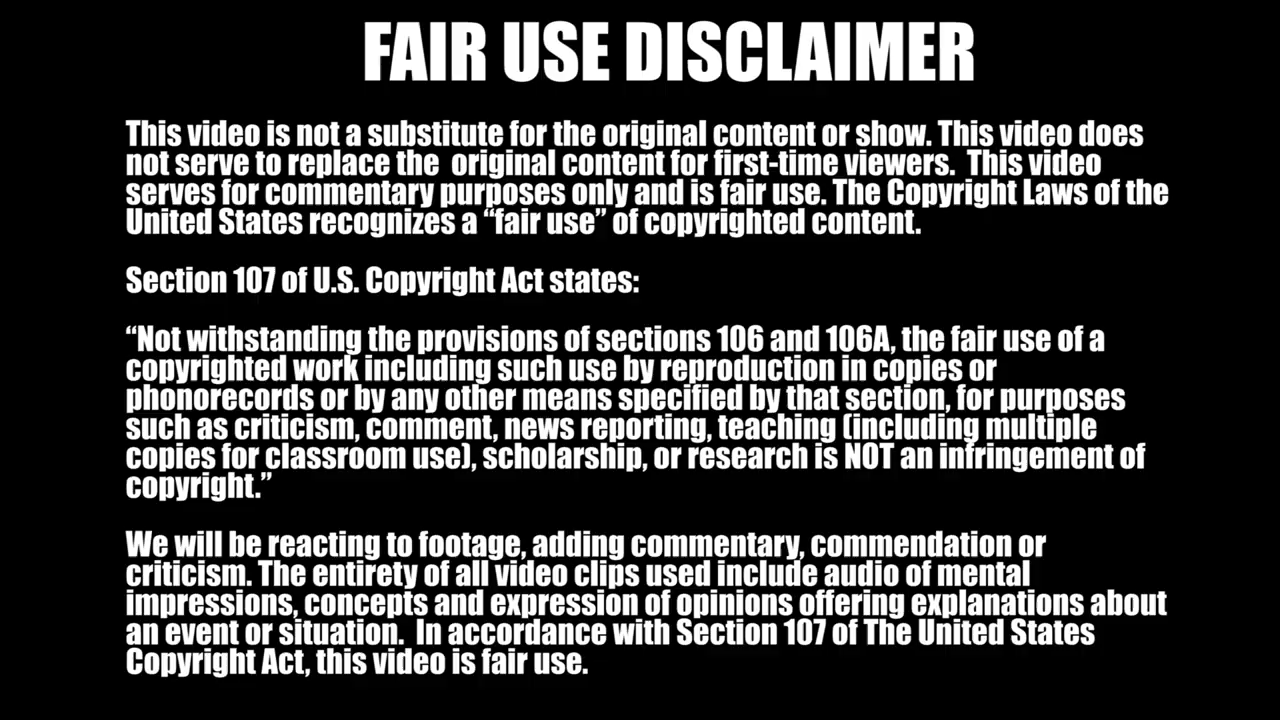 FAIR USE DISCLAIMER
This video is not a substitute for the original content or show. This video does
not serve to replace the  original content for first-time viewers.  This video
serves for commentary purposes only and is fair use. The Copyright Laws of the
United States recognizes a “fair use” of copyrighted content.
Section 107 of U.S. Copyright Act states:
“Not withstanding the provisions of sections 106 and 106A, the fair use of a
copyrighted work including such use by reproduction in copies or
phonorecords or by any other means specified by that section, for purposes
such as criticism, comment, news reporting, teaching (including multiple
copies for classroom use), scholarship, or research is NOT an infringement of
copyright.”
We will be reacting to footage, adding commentary, commendation or
criticism. The entirety of all video clips used include audio of mental
impressions, concepts and expression of opinions offering explanations about
an event or situation.  In accordance with Section 107 of The United States
Copyright Act, this video is fair use.